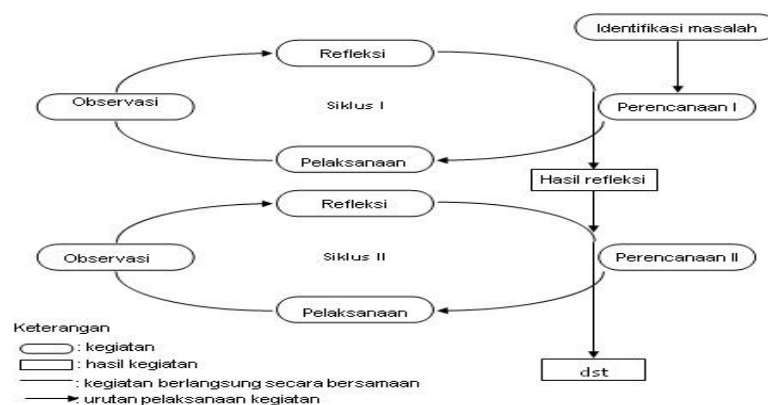 Identifikasi masalah
Refleksi
Observasi
Siklus I
Perencanaan I
Pelaksanaan
Hasil refleksi
Refleksi
Observasi
Siklus II
Perencanaan II
Pelaksanaan
Keterangan
: kegiatan
: hasil kegiatan
dst
: kegiatan berlangsung secara bersamaan
: urutan pelaksanaan kegiatan